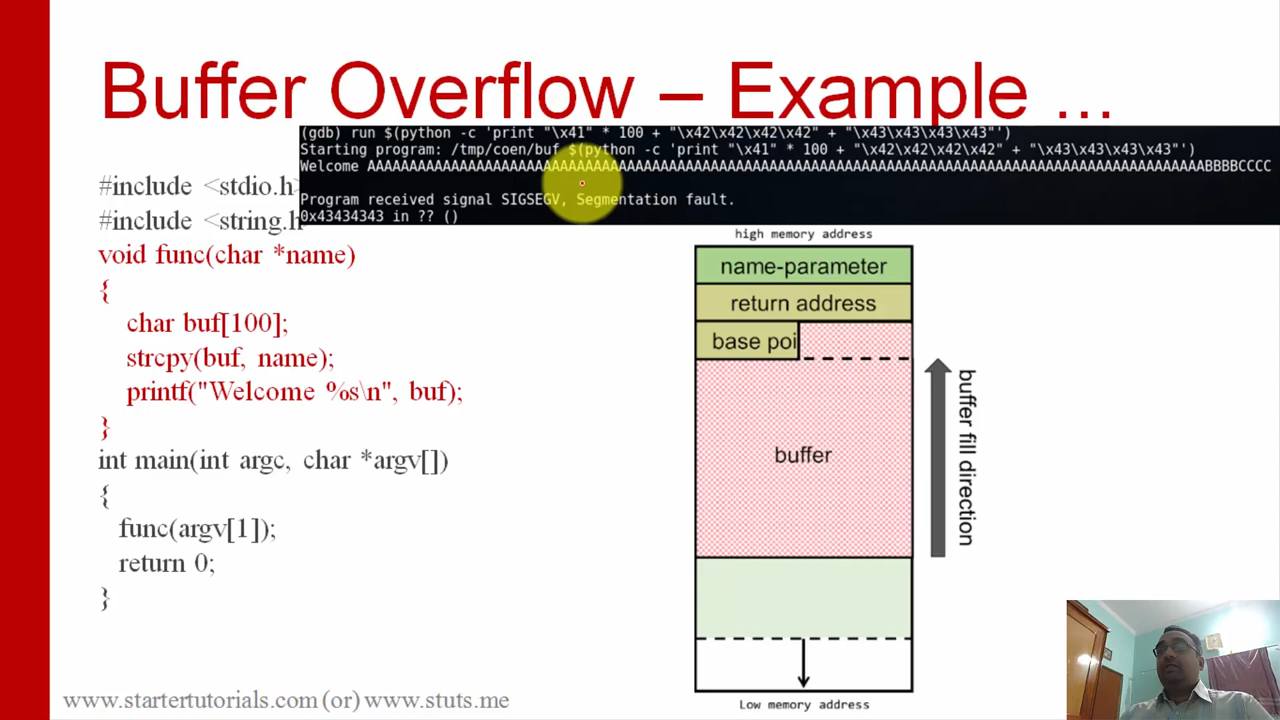 Buffer Overflow – Example ...
(gdb) run $(python -c 'print "\x41" * 100 + "\x42\x42\x42\x42" + "\x43\x43\x43\x43"')
Starting program: /tmp/coen/buf $(python -c 'print "\x41" * 100 + "\x42\x42\x42\x42" + "\x43\x43\x43\x43"')
Welcome AAAAAAAAAAAAAAAAAAAAAAAAAAAAAAAAAAAAAAAAAAAAAAAAAAAAAAAAAAAAAAAAAAAAAAAAAAAAAAAAAAAAAAAAAAAAAAAAAAAABBBBCCCC
Program received signal SIGSEGV, Segmentation fault.
0x43434343 in ?? ()
#include <stdio.h
#include <string.h
void func(char *name)
{
char buf[100];
strcpy(buf, name);
printf("Welcome %s\n", buf);
}
int main(int argc, char *argv[])
{
func(argv[1]);
return 0;
}
high memory address
name-parameter
return address
base poi
buffer
buffer fill direction
Low memory address
www.startertutorials.com (or) www.stuts.me